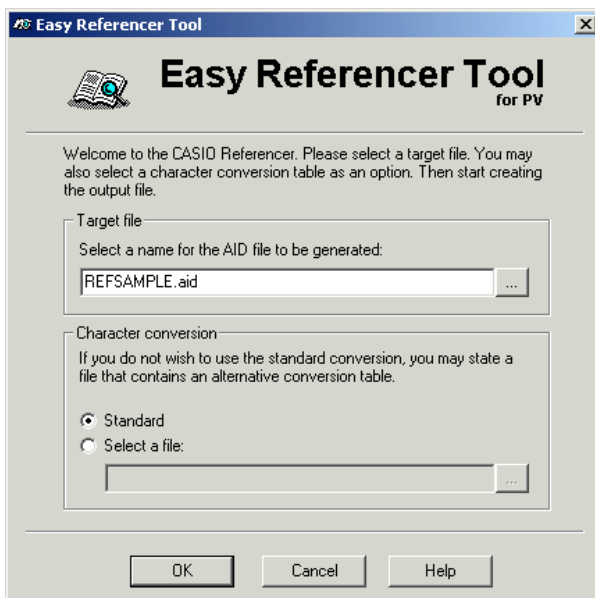 Easy Referencer Tool
Easy Referencer Tool
for PV
Welcome to the CASIO Referencer. Please select a target file. You may
also select a character conversion table as an option. Then start creating
the output file.
Target file
Select a name for the AID file to be generated:
REFSAMPLE.aid
...
Character conversion
If you do not wish to use the standard conversion, you may state a
file that contains an alternative conversion table.
Standard
Select a file:
...
OK Cancel Help